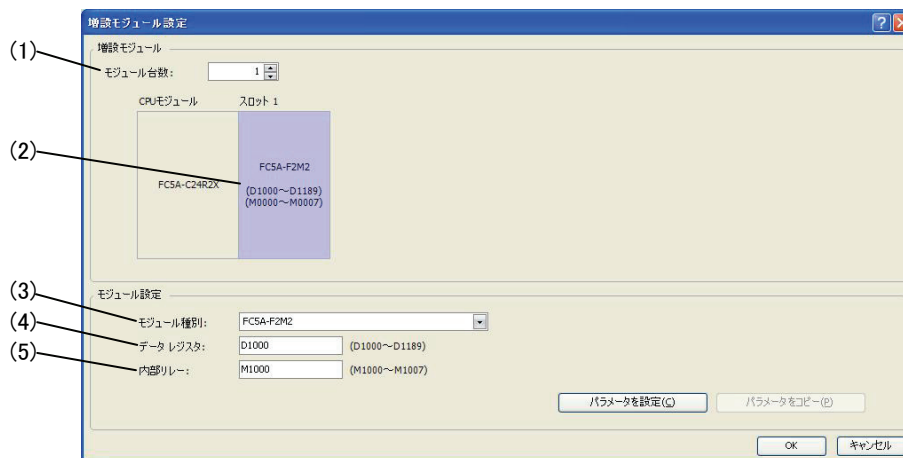 増設モジュール設定
増設モジュール
(1)
モジュール台数: 1
CPUモジュール スロット 1
(2)
FC5A-C24R2X
FC5A-F2M2
(D1000～D1189)
(M0000～M0007)
モジュール設定
(3)
モジュール種別: FC5A-F2M2
(4)
データ レジスタ: D1000 (D1000～D1189)
(5)
内部リレー: M1000 (M1000～M1007)
パラメータを設定(C) パラメータをコピー(P)
OK キャンセル